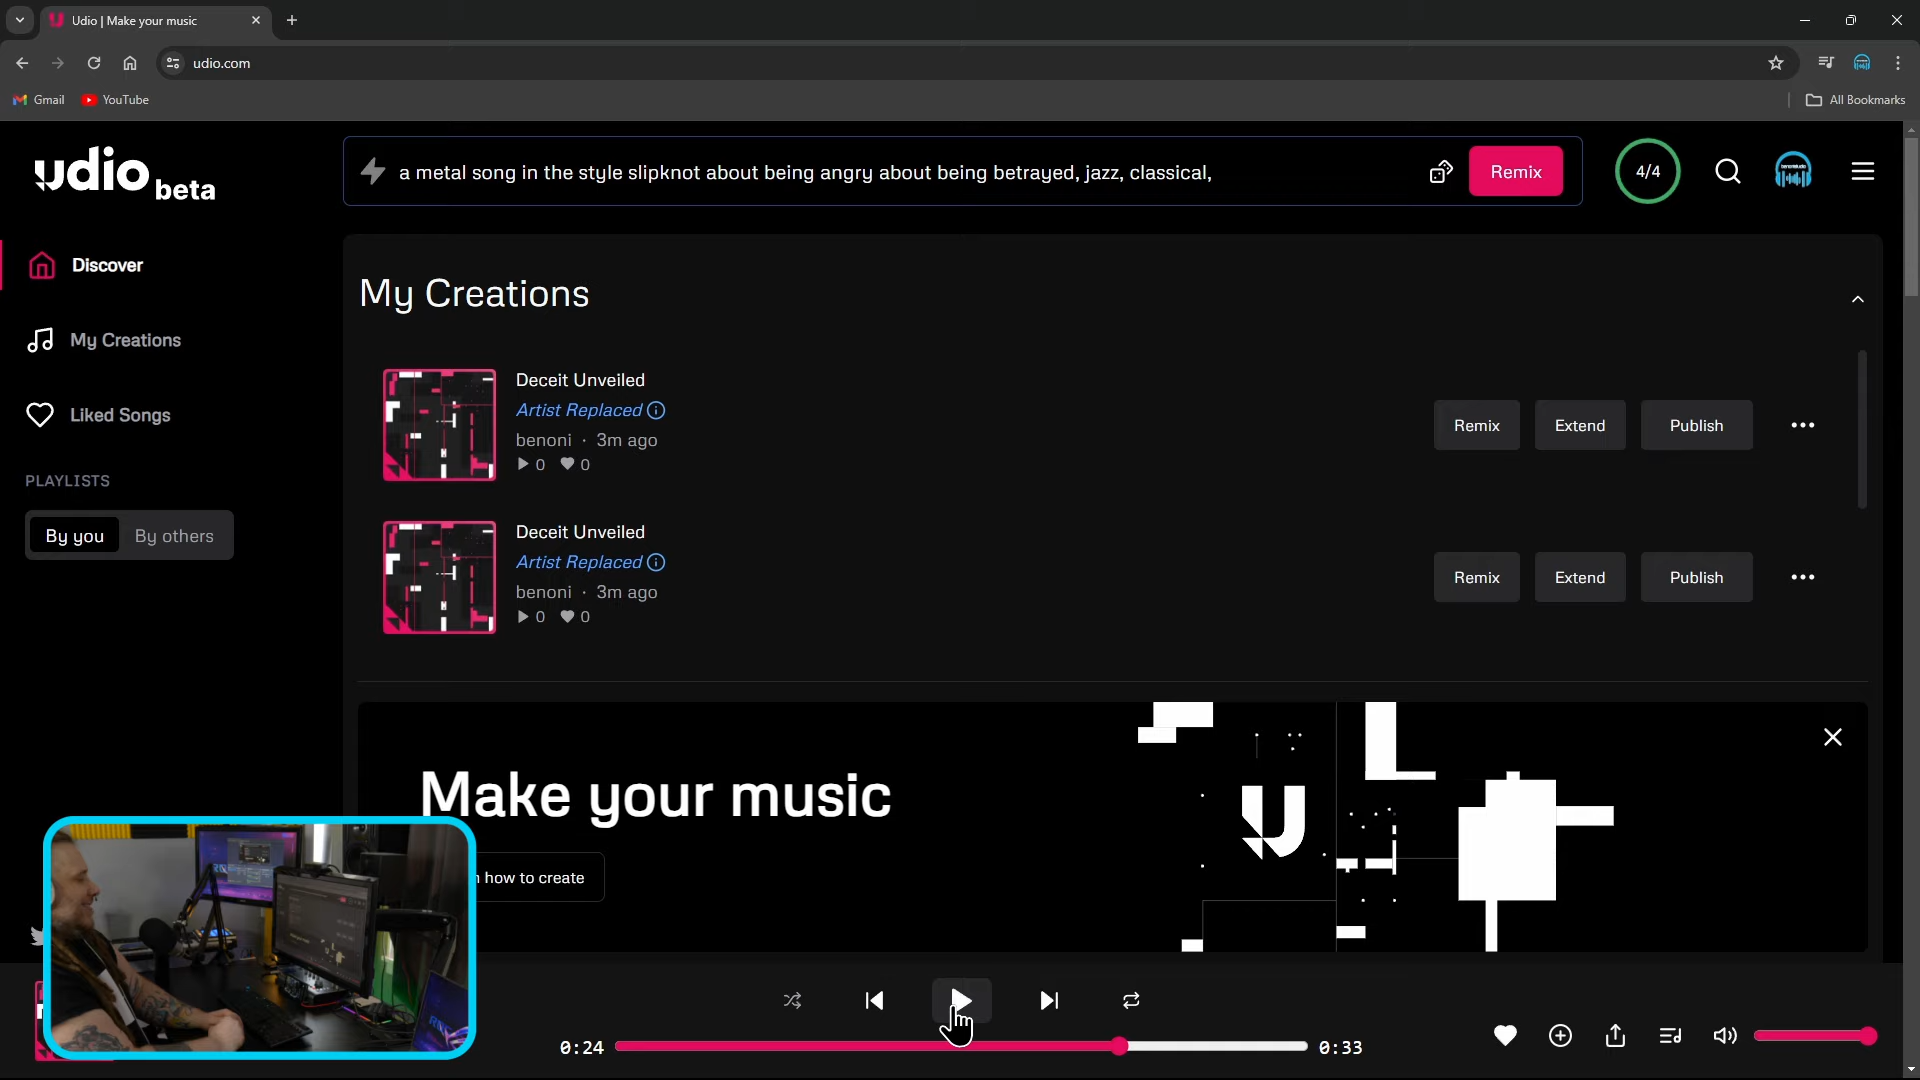 Udio | Make your music
udio.com
Gmail
YouTube
All Bookmarks
udio beta
a metal song in the style slipknot about being angry about being betrayed, jazz, classical,
Remix
4/4
Discover
My Creations
Liked Songs
PLAYLISTS
By you
By others
My Creations
Deceit Unveiled
Artist Replaced
benoni · 3m ago
0 0
Remix
Extend
Publish
Deceit Unveiled
Artist Replaced
benoni · 3m ago
0 0
Remix
Extend
Publish
Make your music
how to create
0:24
0:33